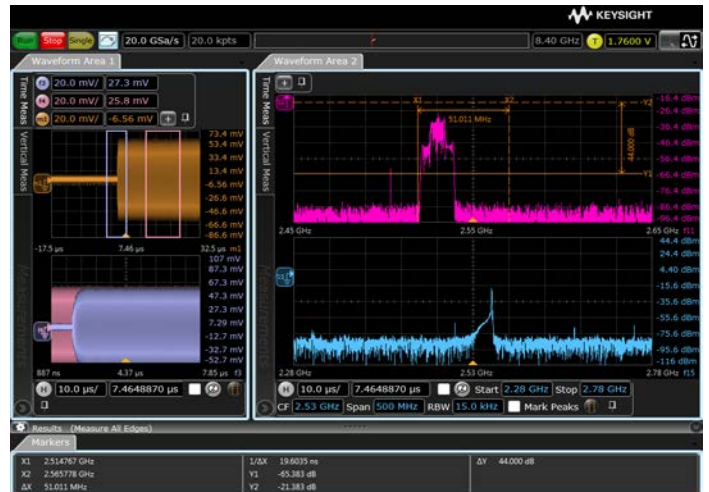 KEYSIGHT
Run Stop Single 20.0 GSa/s 20.0 kpts 8.40 GHz T 1.7600 V
Waveform Area 1 Waveform Area 2
Time Meas
Vertical Meas
Measurements
20.0 mV/ 27.3 mV
20.0 mV/ 25.8 mV
m1 20.0 mV/ -6.56 mV
73.4 mV
53.4 mV
33.4 mV
13.4 mV
-6.56 mV
-26.6 mV
-46.6 mV
-66.6 mV
-86.6 mV
-17.5 µs 7.46 µs 32.5 µs m1
107 mV
87.3 mV
67.3 mV
47.3 mV
27.3 mV
7.29 mV
-12.7 mV
-32.7 mV
-52.7 mV
887 ns 4.37 µs 7.85 µs f3
H 10.0 µs/ 7.4648870 µs
Time Meas
Vertical Meas
Measurements
X1 X2
51.011 MHz
44.000 dB
Y2
Y1
-16.4 dBm
-26.4 dBm
-36.4 dBm
-46.4 dBm
-56.4 dBm
-66.4 dBm
-76.4 dBm
-86.4 dBm
-96.4 dBm
2.45 GHz 2.55 GHz 2.65 GHz f11
44.4 dBm
24.4 dBm
4.40 dBm
-15.6 dBm
-35.6 dBm
-55.6 dBm
-75.6 dBm
-95.6 dBm
-116 dBm
2.28 GHz 2.53 GHz 2.78 GHz f15
H 10.0 µs/ 7.4648870 µs Start 2.28 GHz Stop 2.78 GHz
CF 2.53 GHz Span 500 MHz RBW 15.0 kHz Mark Peaks
Results (Measure All Edges)
Markers
X1 2.514767 GHz 1/ΔX 19.6035 ns ΔY 44.000 dB
X2 2.565778 GHz Y1 -65.383 dB
ΔX 51.011 MHz Y2 -21.383 dB